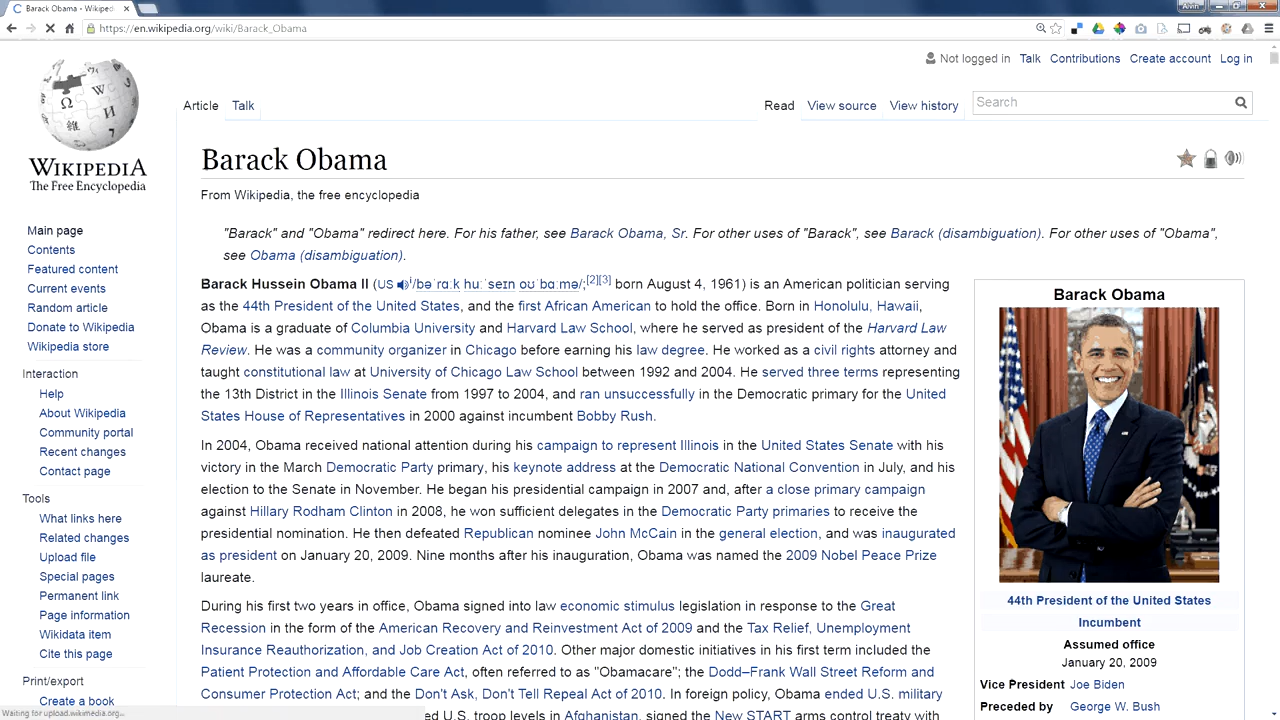 Barack Obama - Wikiped
Alvin
https://en.wikipedia.org/wiki/Barack_Obama
Not logged in Talk Contributions Create account Log in
Article Talk Read View source View history Search
WIKIPEDIA
The Free Encyclopedia
Main page
Contents
Featured content
Current events
Random article
Donate to Wikipedia
Wikipedia store
Interaction
Help
About Wikipedia
Community portal
Recent changes
Contact page
Tools
What links here
Related changes
Upload file
Special pages
Permanent link
Page information
Wikidata item
Cite this page
Print/export
Create a book
Barack Obama
From Wikipedia, the free encyclopedia
"Barack" and "Obama" redirect here. For his father, see Barack Obama, Sr. For other uses of "Barack", see Barack (disambiguation). For other uses of "Obama",
see Obama (disambiguation).
Barack Hussein Obama II (US /bəˈrɑːk huːˈseɪn oʊˈbɑːmə/;[2][3] born August 4, 1961) is an American politician serving
as the 44th President of the United States, and the first African American to hold the office. Born in Honolulu, Hawaii,
Obama is a graduate of Columbia University and Harvard Law School, where he served as president of the Harvard Law
Review. He was a community organizer in Chicago before earning his law degree. He worked as a civil rights attorney and
taught constitutional law at University of Chicago Law School between 1992 and 2004. He served three terms representing
the 13th District in the Illinois Senate from 1997 to 2004, and ran unsuccessfully in the Democratic primary for the United
States House of Representatives in 2000 against incumbent Bobby Rush.
In 2004, Obama received national attention during his campaign to represent Illinois in the United States Senate with his
victory in the March Democratic Party primary, his keynote address at the Democratic National Convention in July, and his
election to the Senate in November. He began his presidential campaign in 2007 and, after a close primary campaign
against Hillary Rodham Clinton in 2008, he won sufficient delegates in the Democratic Party primaries to receive the
presidential nomination. He then defeated Republican nominee John McCain in the general election, and was inaugurated
as president on January 20, 2009. Nine months after his inauguration, Obama was named the 2009 Nobel Peace Prize
laureate.
During his first two years in office, Obama signed into law economic stimulus legislation in response to the Great
Recession in the form of the American Recovery and Reinvestment Act of 2009 and the Tax Relief, Unemployment
Insurance Reauthorization, and Job Creation Act of 2010. Other major domestic initiatives in his first term included the
Patient Protection and Affordable Care Act, often referred to as "Obamacare"; the Dodd–Frank Wall Street Reform and
Consumer Protection Act; and the Don't Ask, Don't Tell Repeal Act of 2010. In foreign policy, Obama ended U.S. military
ed U.S. troop levels in Afghanistan, signed the New START arms control treaty with
Barack Obama
44th President of the United States
Incumbent
Assumed office
January 20, 2009
Vice President Joe Biden
Preceded by George W. Bush
Waiting for upload.wikimedia.org...